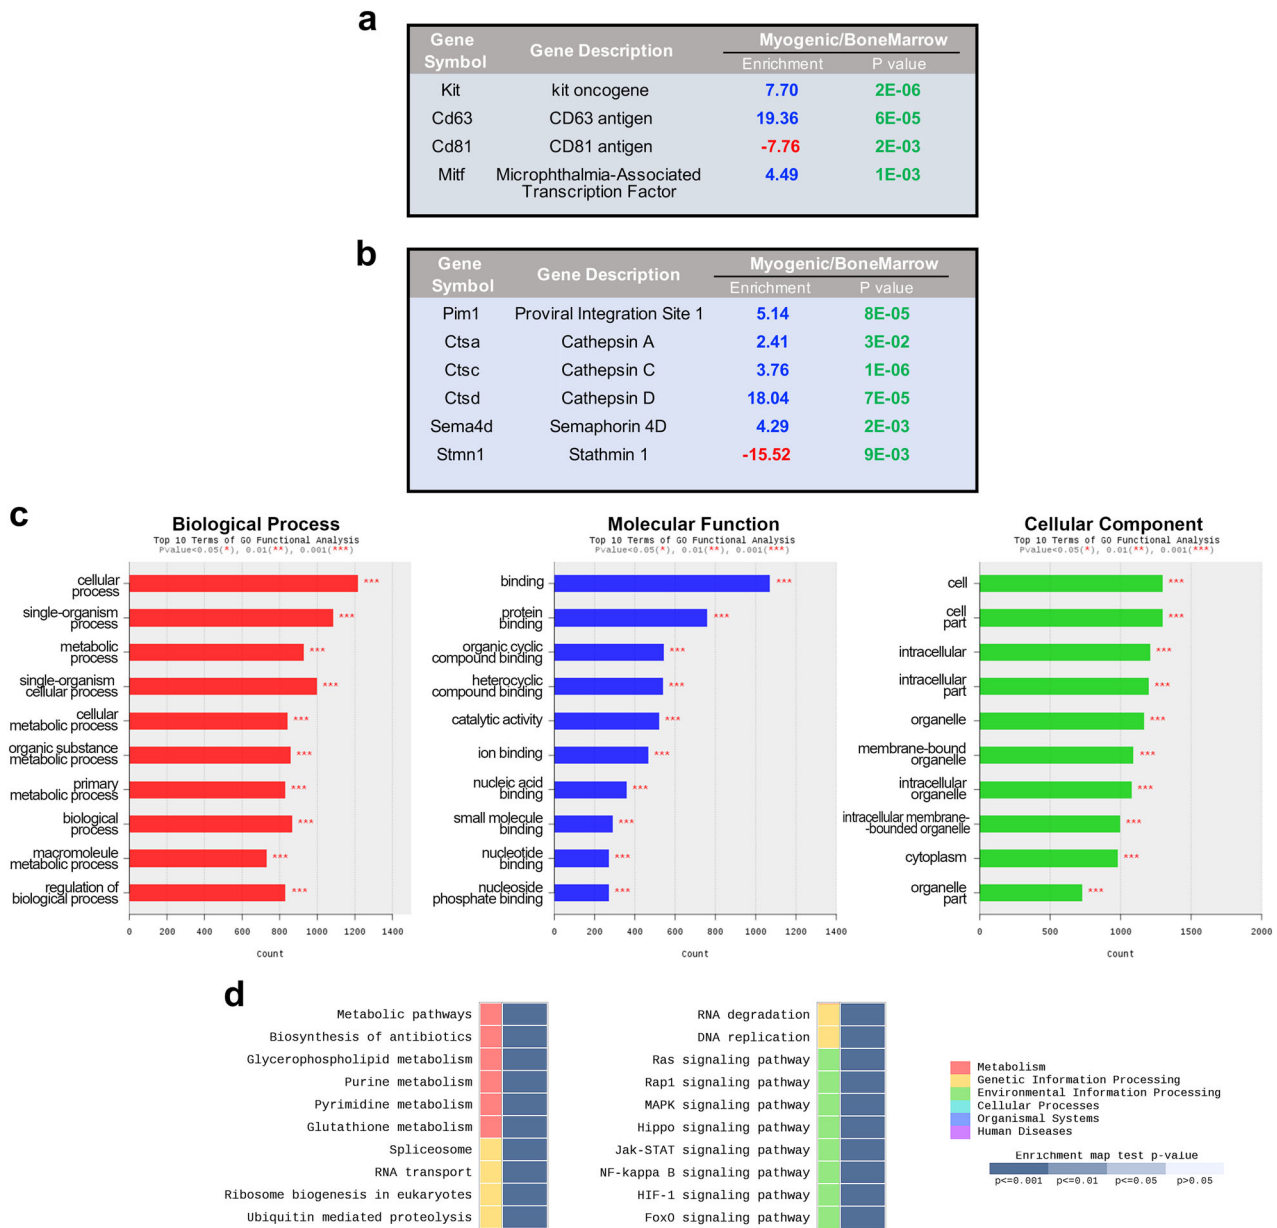 a
Gene Symbol Gene Description Myogenic/BoneMarrow
Enrichment P value
Kit kit oncogene 7.70 2E-06
Cd63 CD63 antigen 19.36 6E-05
Cd81 CD81 antigen -7.76 2E-03
Mitf Microphthalmia-Associated Transcription Factor 4.49 1E-03
b
Gene Symbol Gene Description Myogenic/BoneMarrow
Enrichment P value
Pim1 Proviral Integration Site 1 5.14 8E-05
Ctsa Cathepsin A 2.41 3E-02
Ctsc Cathepsin C 3.76 1E-06
Ctsd Cathepsin D 18.04 7E-05
Sema4d Semaphorin 4D 4.29 2E-03
Stmn1 Stathmin 1 -15.52 9E-03
c
Biological Process
Top 10 Terms of GO Functional Analysis
Pvalue<0.05(*), 0.01(**), 0.001(***)
cellular process ***
single-organism process ***
metabolic process ***
single-organism cellular process ***
cellular metabolic process ***
organic substance metabolic process ***
primary metabolic process ***
biological process ***
macromoleule metabolic process ***
regulation of biological process ***
0 200 400 600 800 1000 1200 1400
Count
Molecular Function
Top 10 Terms of GO Functional Analysis
Pvalue<0.05(*), 0.01(**), 0.001(***)
binding ***
protein binding ***
organic cyclic compound binding ***
heterocyclic compound binding ***
catalytic activity ***
ion binding ***
nucleic acid binding ***
small molecule binding ***
nucleotide binding ***
nucleoside phosphate binding ***
0 200 400 600 800 1000 1200 1400
Count
Cellular Component
Top 10 Terms of GO Functional Analysis
Pvalue<0.05(*), 0.01(**), 0.001(***)
cell ***
cell part ***
intracellular ***
intracellular part ***
organelle ***
membrane-bound organelle ***
intracellular organelle ***
intracellular membrane-
-bounded organelle ***
cytoplasm ***
organelle part ***
0 500 1000 1500 2000
Count
d
Metabolic pathways
Biosynthesis of antibiotics
Glycerophospholipid metabolism
Purine metabolism
Pyrimidine metabolism
Glutathione metabolism
Spliceosome
RNA transport
Ribosome biogenesis in eukaryotes
Ubiquitin mediated proteolysis
RNA degradation
DNA replication
Ras signaling pathway
Rap1 signaling pathway
MAPK signaling pathway
Hippo signaling pathway
Jak-STAT signaling pathway
NF-kappa B signaling pathway
HIF-1 signaling pathway
FoxO signaling pathway
Metabolism
Genetic Information Processing
Environmental Information Processing
Cellular Processes
Organismal Systems
Human Diseases
Enrichment map test p-value
p<=0.001 p<=0.01 p<=0.05 p>0.05